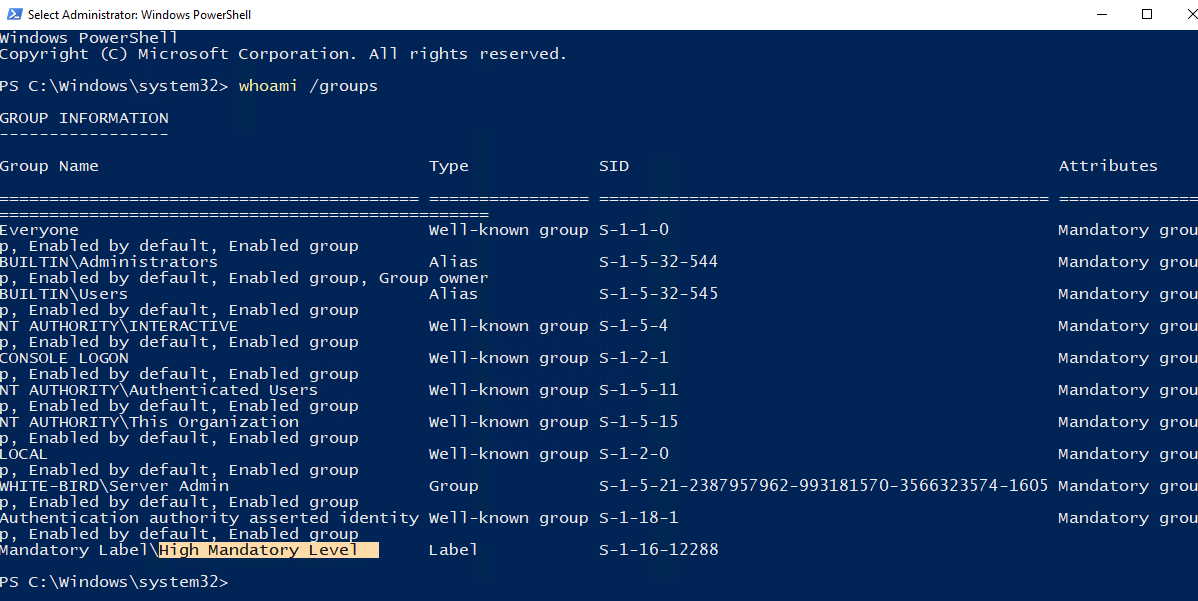 Select Administrator: Windows PowerShell
Windows PowerShell
Copyright (C) Microsoft Corporation. All rights reserved.
PS C:\Windows\system32> whoami /groups
GROUP INFORMATION
-----------------
Group Name Type SID Attributes
========================================== ================ ============================================= ==============
=================================================
Everyone Well-known group S-1-1-0 Mandatory grou
p, Enabled by default, Enabled group
BUILTIN\Administrators Alias S-1-5-32-544 Mandatory grou
p, Enabled by default, Enabled group, Group owner
BUILTIN\Users Alias S-1-5-32-545 Mandatory grou
p, Enabled by default, Enabled group
NT AUTHORITY\INTERACTIVE Well-known group S-1-5-4 Mandatory grou
p, Enabled by default, Enabled group
CONSOLE LOGON Well-known group S-1-2-1 Mandatory grou
p, Enabled by default, Enabled group
NT AUTHORITY\Authenticated Users Well-known group S-1-5-11 Mandatory grou
p, Enabled by default, Enabled group
NT AUTHORITY\This Organization Well-known group S-1-5-15 Mandatory grou
p, Enabled by default, Enabled group
LOCAL Well-known group S-1-2-0 Mandatory grou
p, Enabled by default, Enabled group
WHITE-BIRD\Server Admin Group S-1-5-21-2387957962-993181570-3566323574-1605 Mandatory grou
p, Enabled by default, Enabled group
Authentication authority asserted identity Well-known group S-1-18-1 Mandatory grou
p, Enabled by default, Enabled group
Mandatory Label\High Mandatory Level Label S-1-16-12288
PS C:\Windows\system32>